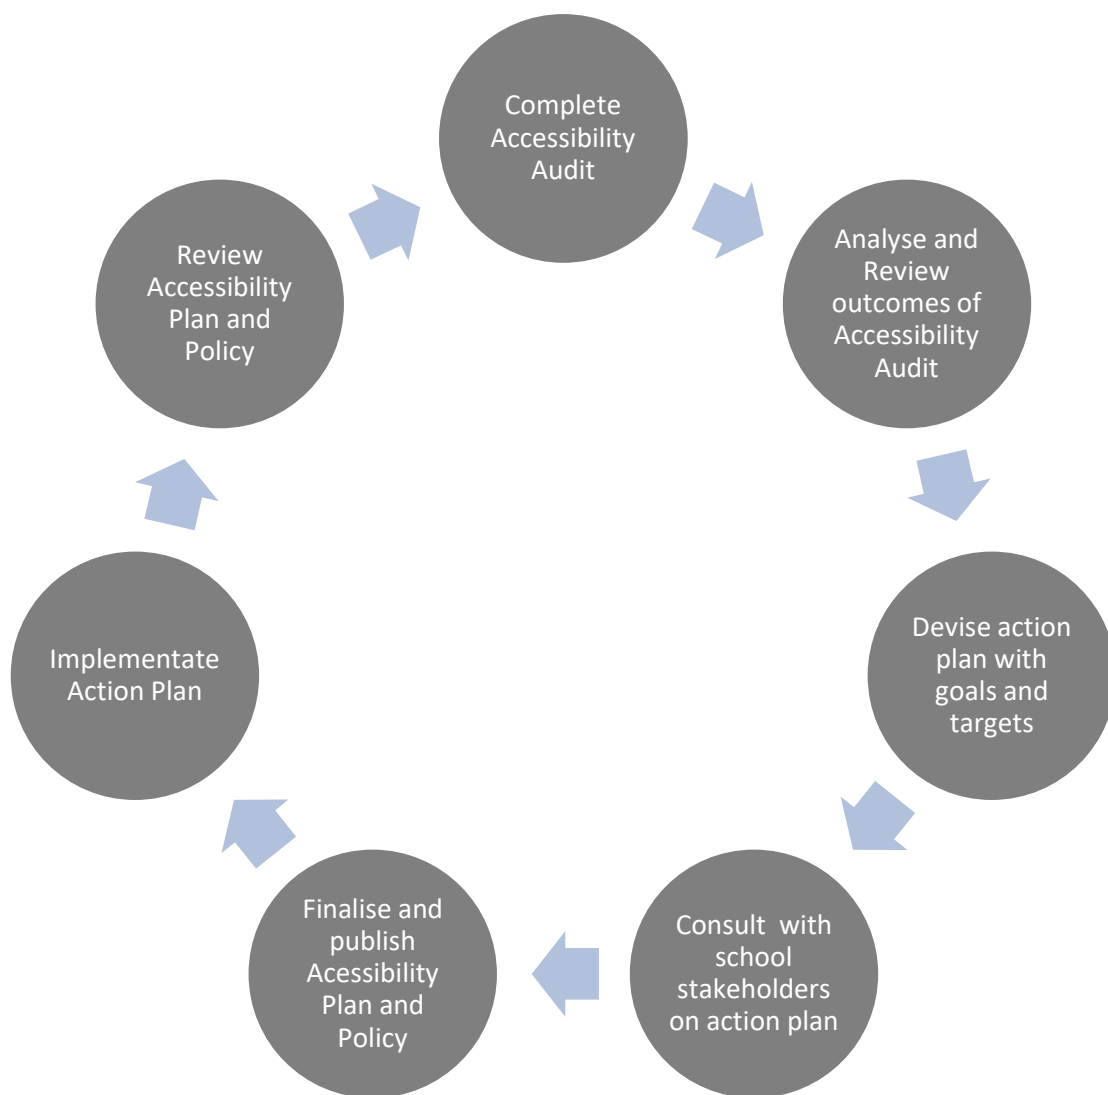 Complete
Accessibility
Audit
Analyse and
Review
outcomes of
Accessibility
Audit
Devise action
plan with
goals and
targets
Consult  with
school
stakeholders
on action plan
Finalise and
publish
Acessibility
Plan and
Policy
Implementate
Action Plan
Review
Accessibility
Plan and
Policy